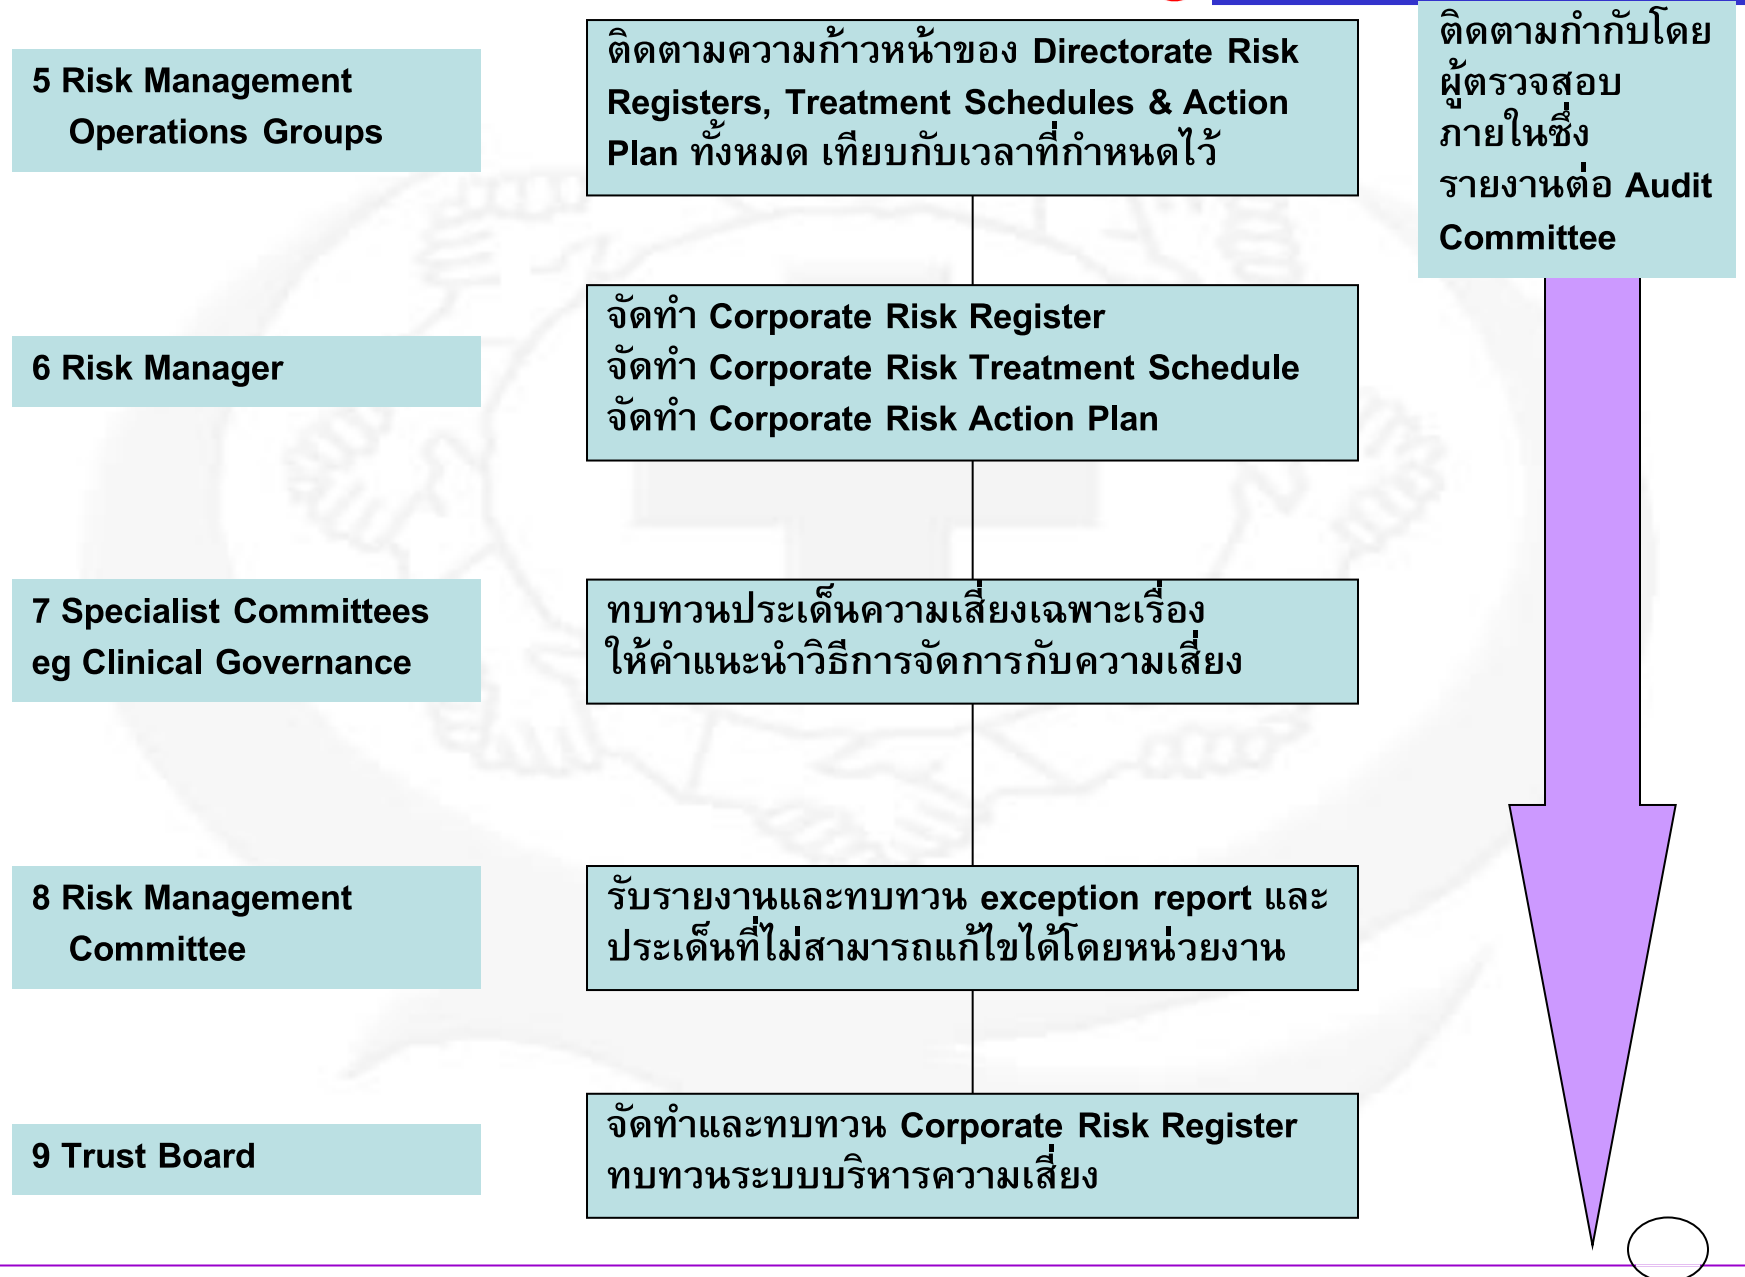 5 Risk Management
Operations Groups
ติดตามความก้าวหน้าของ Directorate Risk
Registers, Treatment Schedules & Action
Plan ทั้งหมด เทียบกับเวลาที่กำหนดไว้
ติดตามกำกับโดย
ผู้ตรวจสอบ
ภายในซึ่ง
รายงานต่อ Audit
Committee
6 Risk Manager
จัดทำ Corporate Risk Register
จัดทำ Corporate Risk Treatment Schedule
จัดทำ Corporate Risk Action Plan
7 Specialist Committees
eg Clinical Governance
ทบทวนประเด็นความเสี่ยงเฉพาะเรื่อง
ให้คำแนะนำวิธีการจัดการกับความเสี่ยง
8 Risk Management
Committee
รับรายงานและทบทวน exception report และ
ประเด็นที่ไม่สามารถแก้ไขได้โดยหน่วยงาน
9 Trust Board
จัดทำและทบทวน Corporate Risk Register
ทบทวนระบบบริหารความเสี่ยง